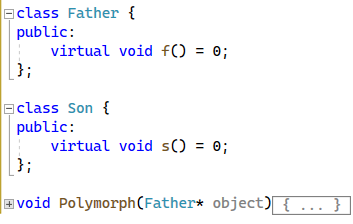 class Father {
public:
    virtual void f() = 0;
};
class Son {
public:
    virtual void s() = 0;
};
void Polymorph(Father* object){ ... }